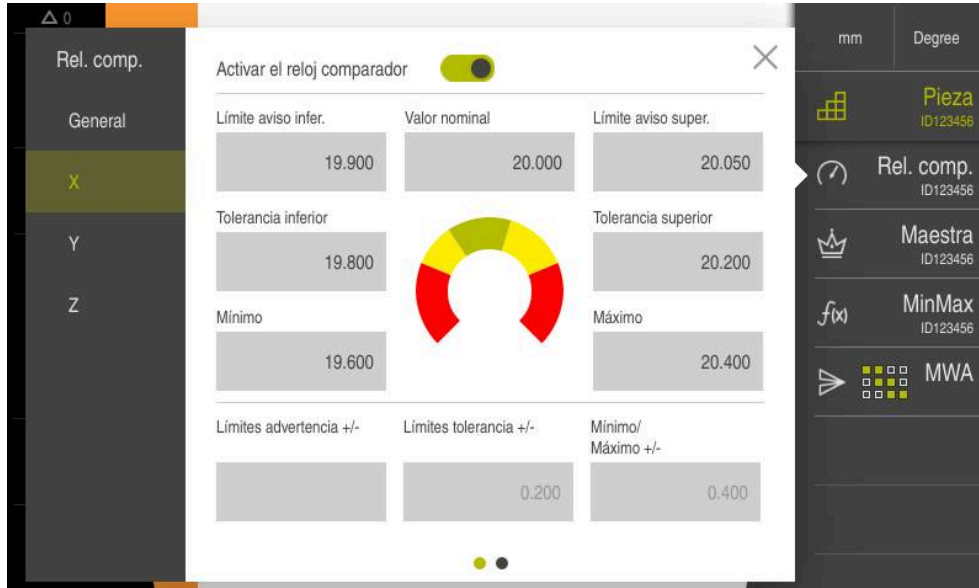 0
Rel. comp.
General
X
Y
Z
Activar el reloj comparador
Límite aviso infer.
Valor nominal
Límite aviso super.
19.900
20.000
20.050
Tolerancia inferior
Tolerancia superior
19.800
20.200
Mínimo
Máximo
19.600
20.400
Límites advertencia +/-
Límites tolerancia +/-
Mínimo/
Máximo +/-
0.200
0.400
mm
Degree
Pieza
ID123456
Rel. comp.
ID123456
Maestra
ID123456
f(x)
MinMax
ID123456
MWA